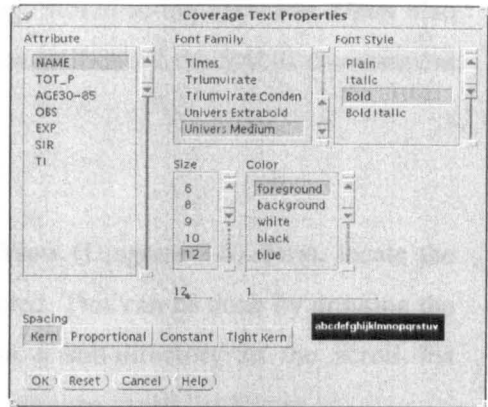 Coverage Text Properties
Attribute
NAME
TOT_P
AGE30-85
OBS
EXP
SIR
TI
Font Family
Times
Triumvirate
Triumvirate Conden
Univers Extrabold
Univers Medium
Font Style
Plain
Italic
Bold
Bold Italic
Size
6
8
9
10
12
12
Color
foreground
background
white
black
blue
1
Spacing
Kern Proportional Constant Tight Kern
abcdefghijklmnopqrstuv
OK Reset Cancel Help